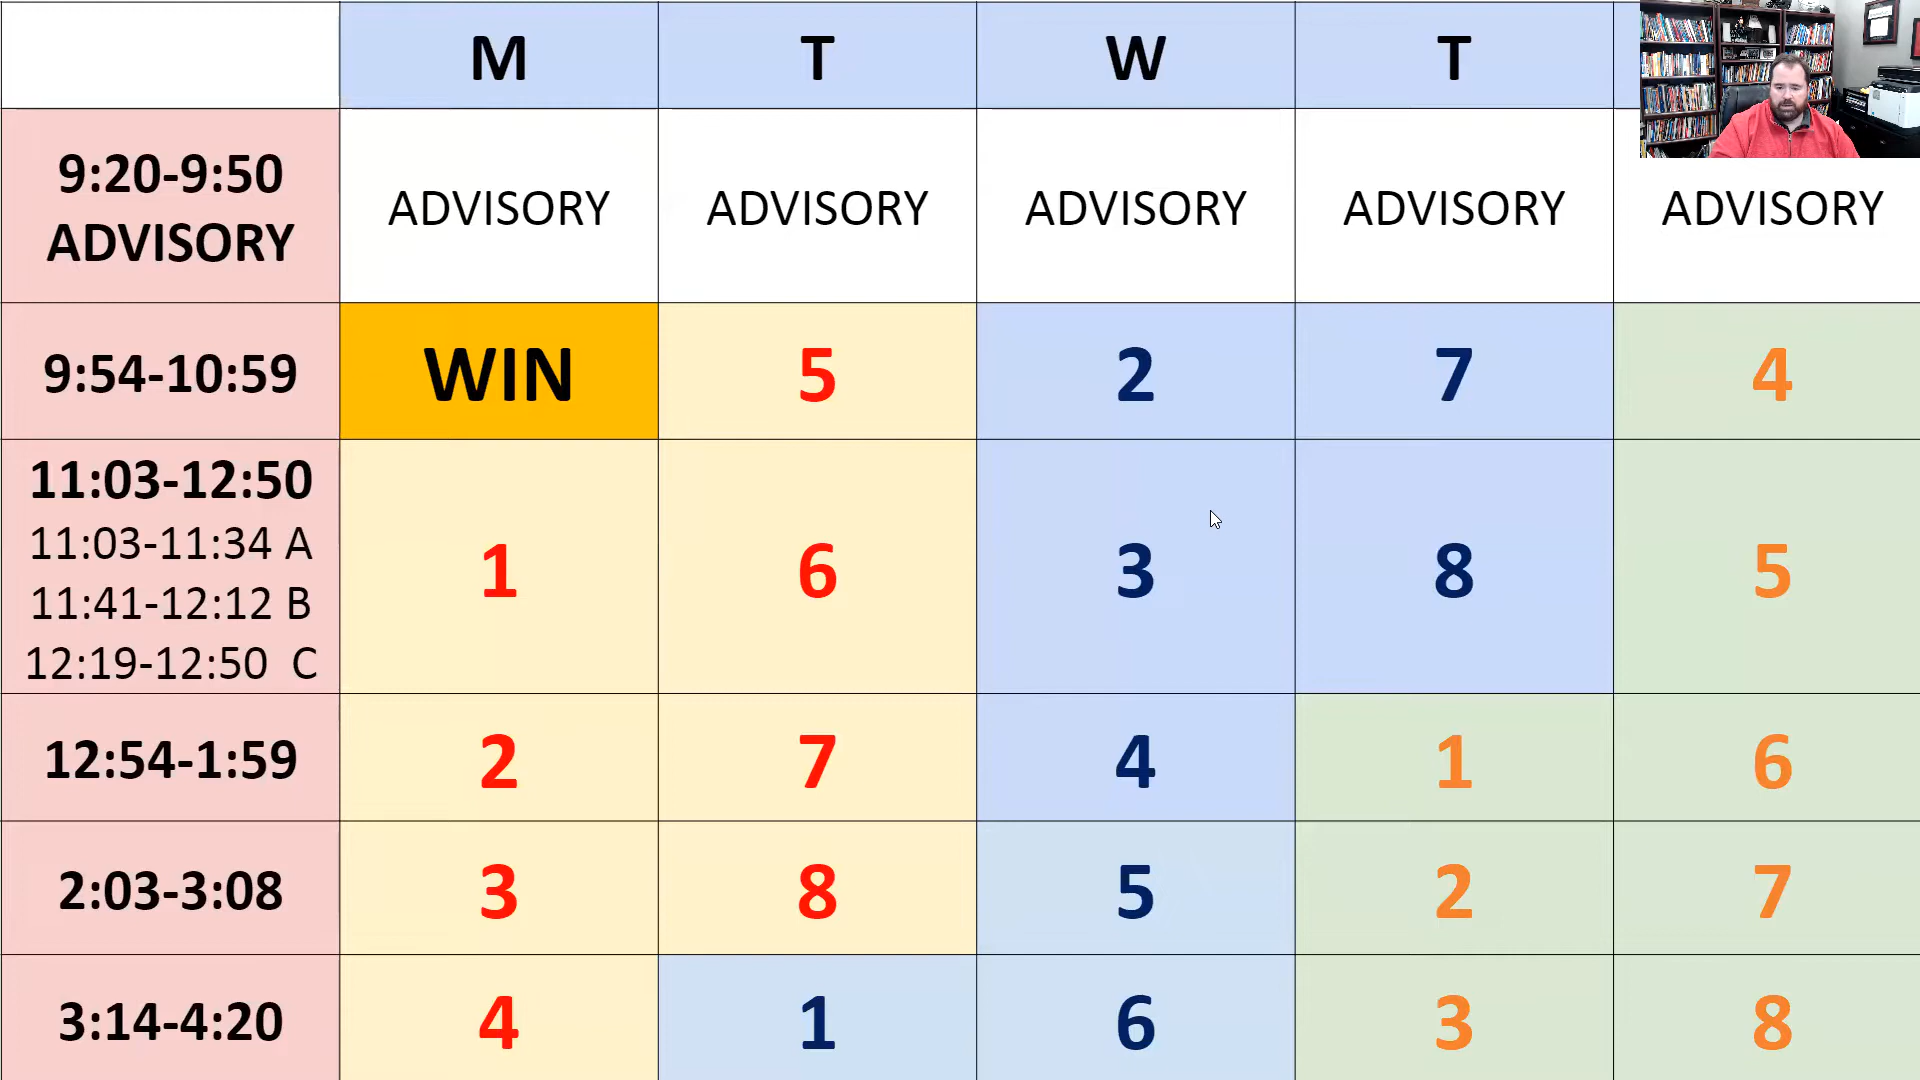 M T W T
9:20-9:50
ADVISORY
ADVISORY ADVISORY ADVISORY ADVISORY ADVISORY
9:54-10:59 WIN 5 2 7 4
11:03-12:50
11:03-11:34 A
11:41-12:12 B
12:19-12:50 C
1 6 3 8 5
12:54-1:59 2 7 4 1 6
2:03-3:08 3 8 5 2 7
3:14-4:20 4 1 6 3 8